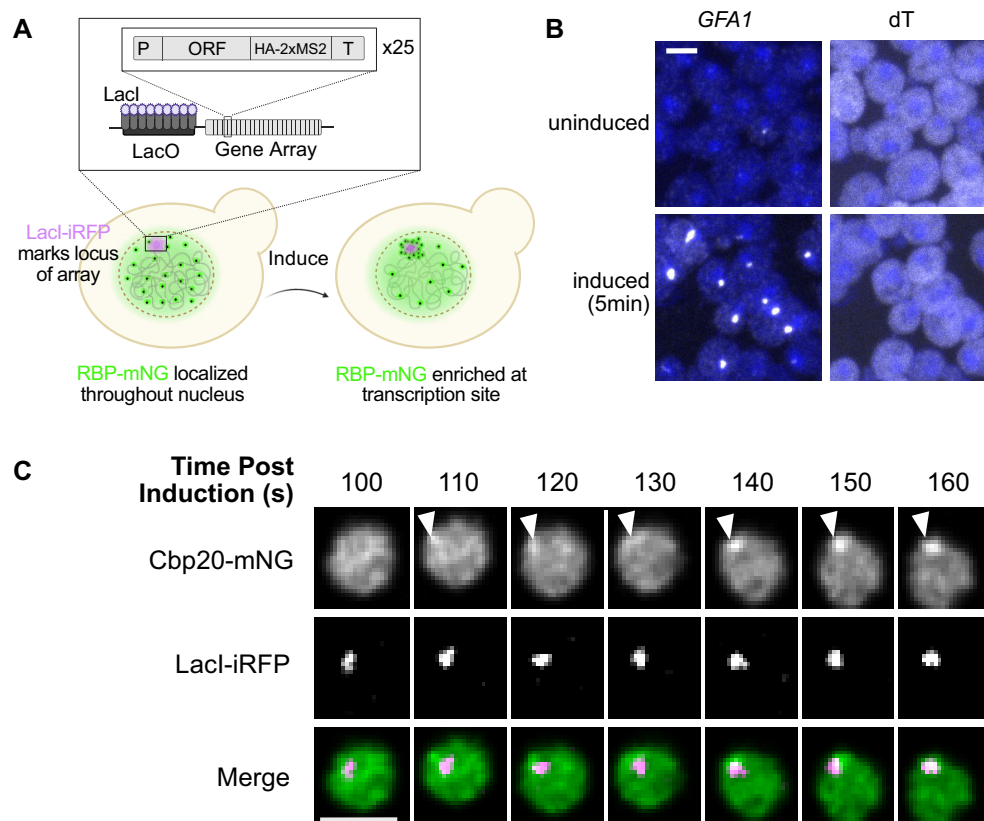 A
P ORF HA-2xMS2 T x25
LacI
LacO Gene Array
LacI-iRFP
marks locus
of array
Induce
RBP-mNG localized
throughout nucleus
RBP-mNG enriched at
transcription site
B
GFA1 dT
uninduced
induced
(5min)
C
Time Post
Induction (s)
100 110 120 130 140 150 160
Cbp20-mNG
LacI-iRFP
Merge